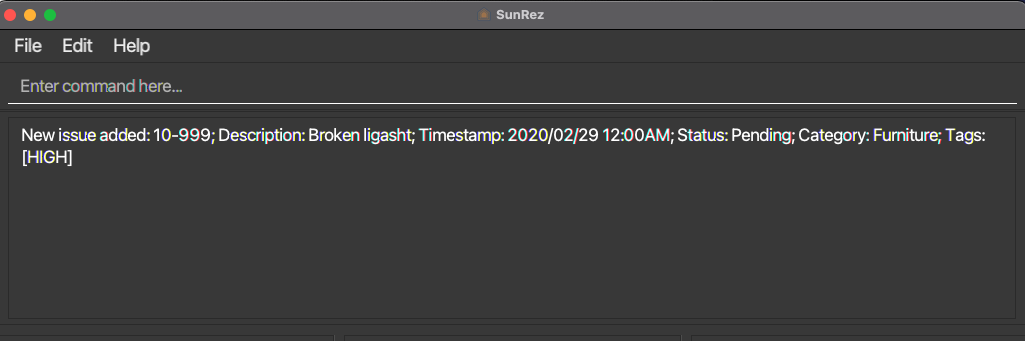 SunRez
File Edit Help
Enter command here...
New issue added: 10-999; Description: Broken ligasht; Timestamp: 2020/02/29 12:00AM; Status: Pending; Category: Furniture; Tags:
[HIGH]